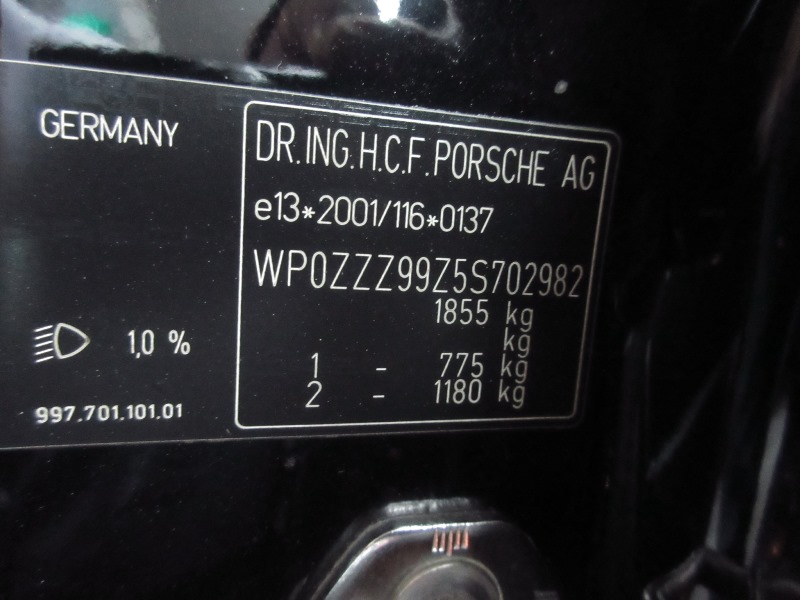 GERMANY
1,0 %
997.701.101.01
DR.ING.H.C.F.PORSCHE AG
e13*2001/116*0137
WP0ZZZ99Z5S702982
1855 kg
kg
1 - 775 kg
2 - 1180 kg